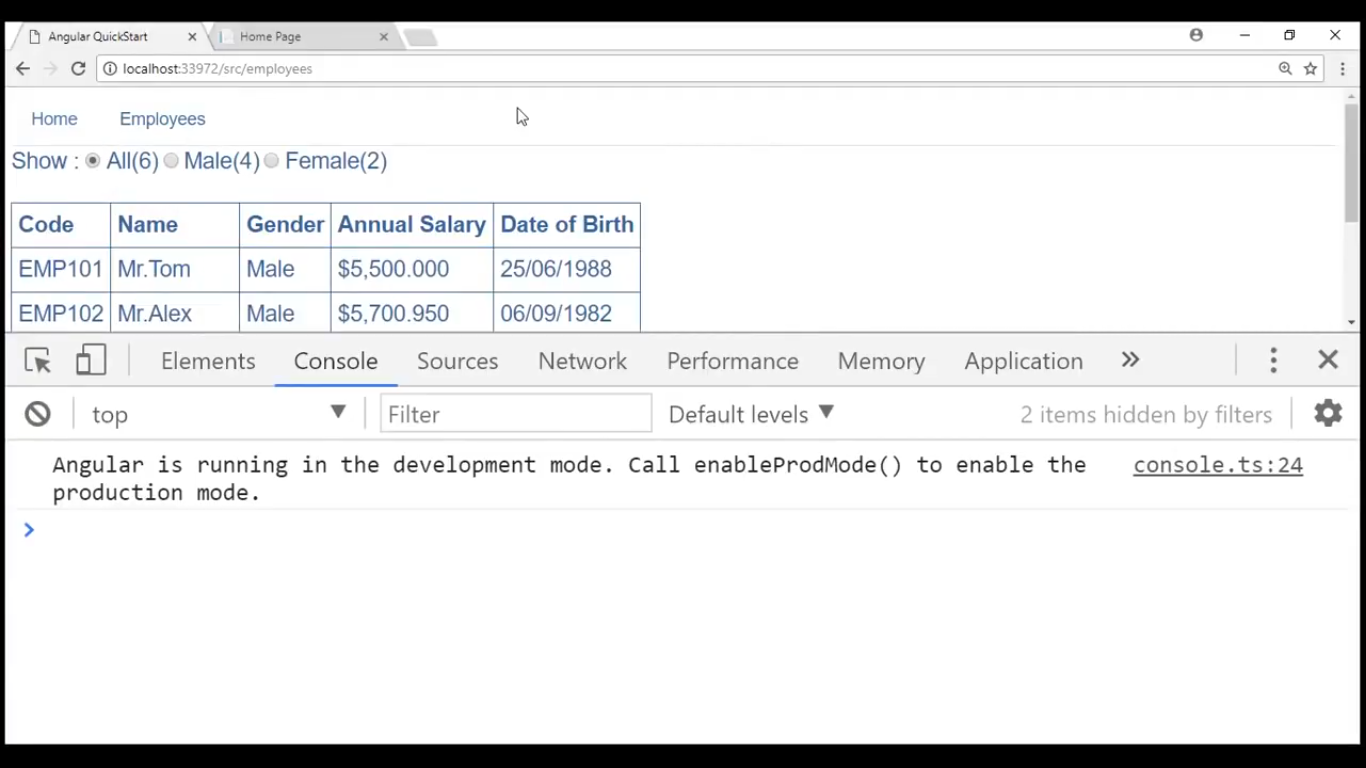 Angular QuickStart Home Page
localhost:33972/src/employees
Home Employees
Show : All(6) Male(4) Female(2)
Code Name Gender Annual Salary Date of Birth
EMP101 Mr.Tom Male $5,500.000 25/06/1988
EMP102 Mr.Alex Male $5,700.950 06/09/1982
Elements Console Sources Network Performance Memory Application
top Filter Default levels 2 items hidden by filters
Angular is running in the development mode. Call enableProdMode() to enable the console.ts:24
production mode.